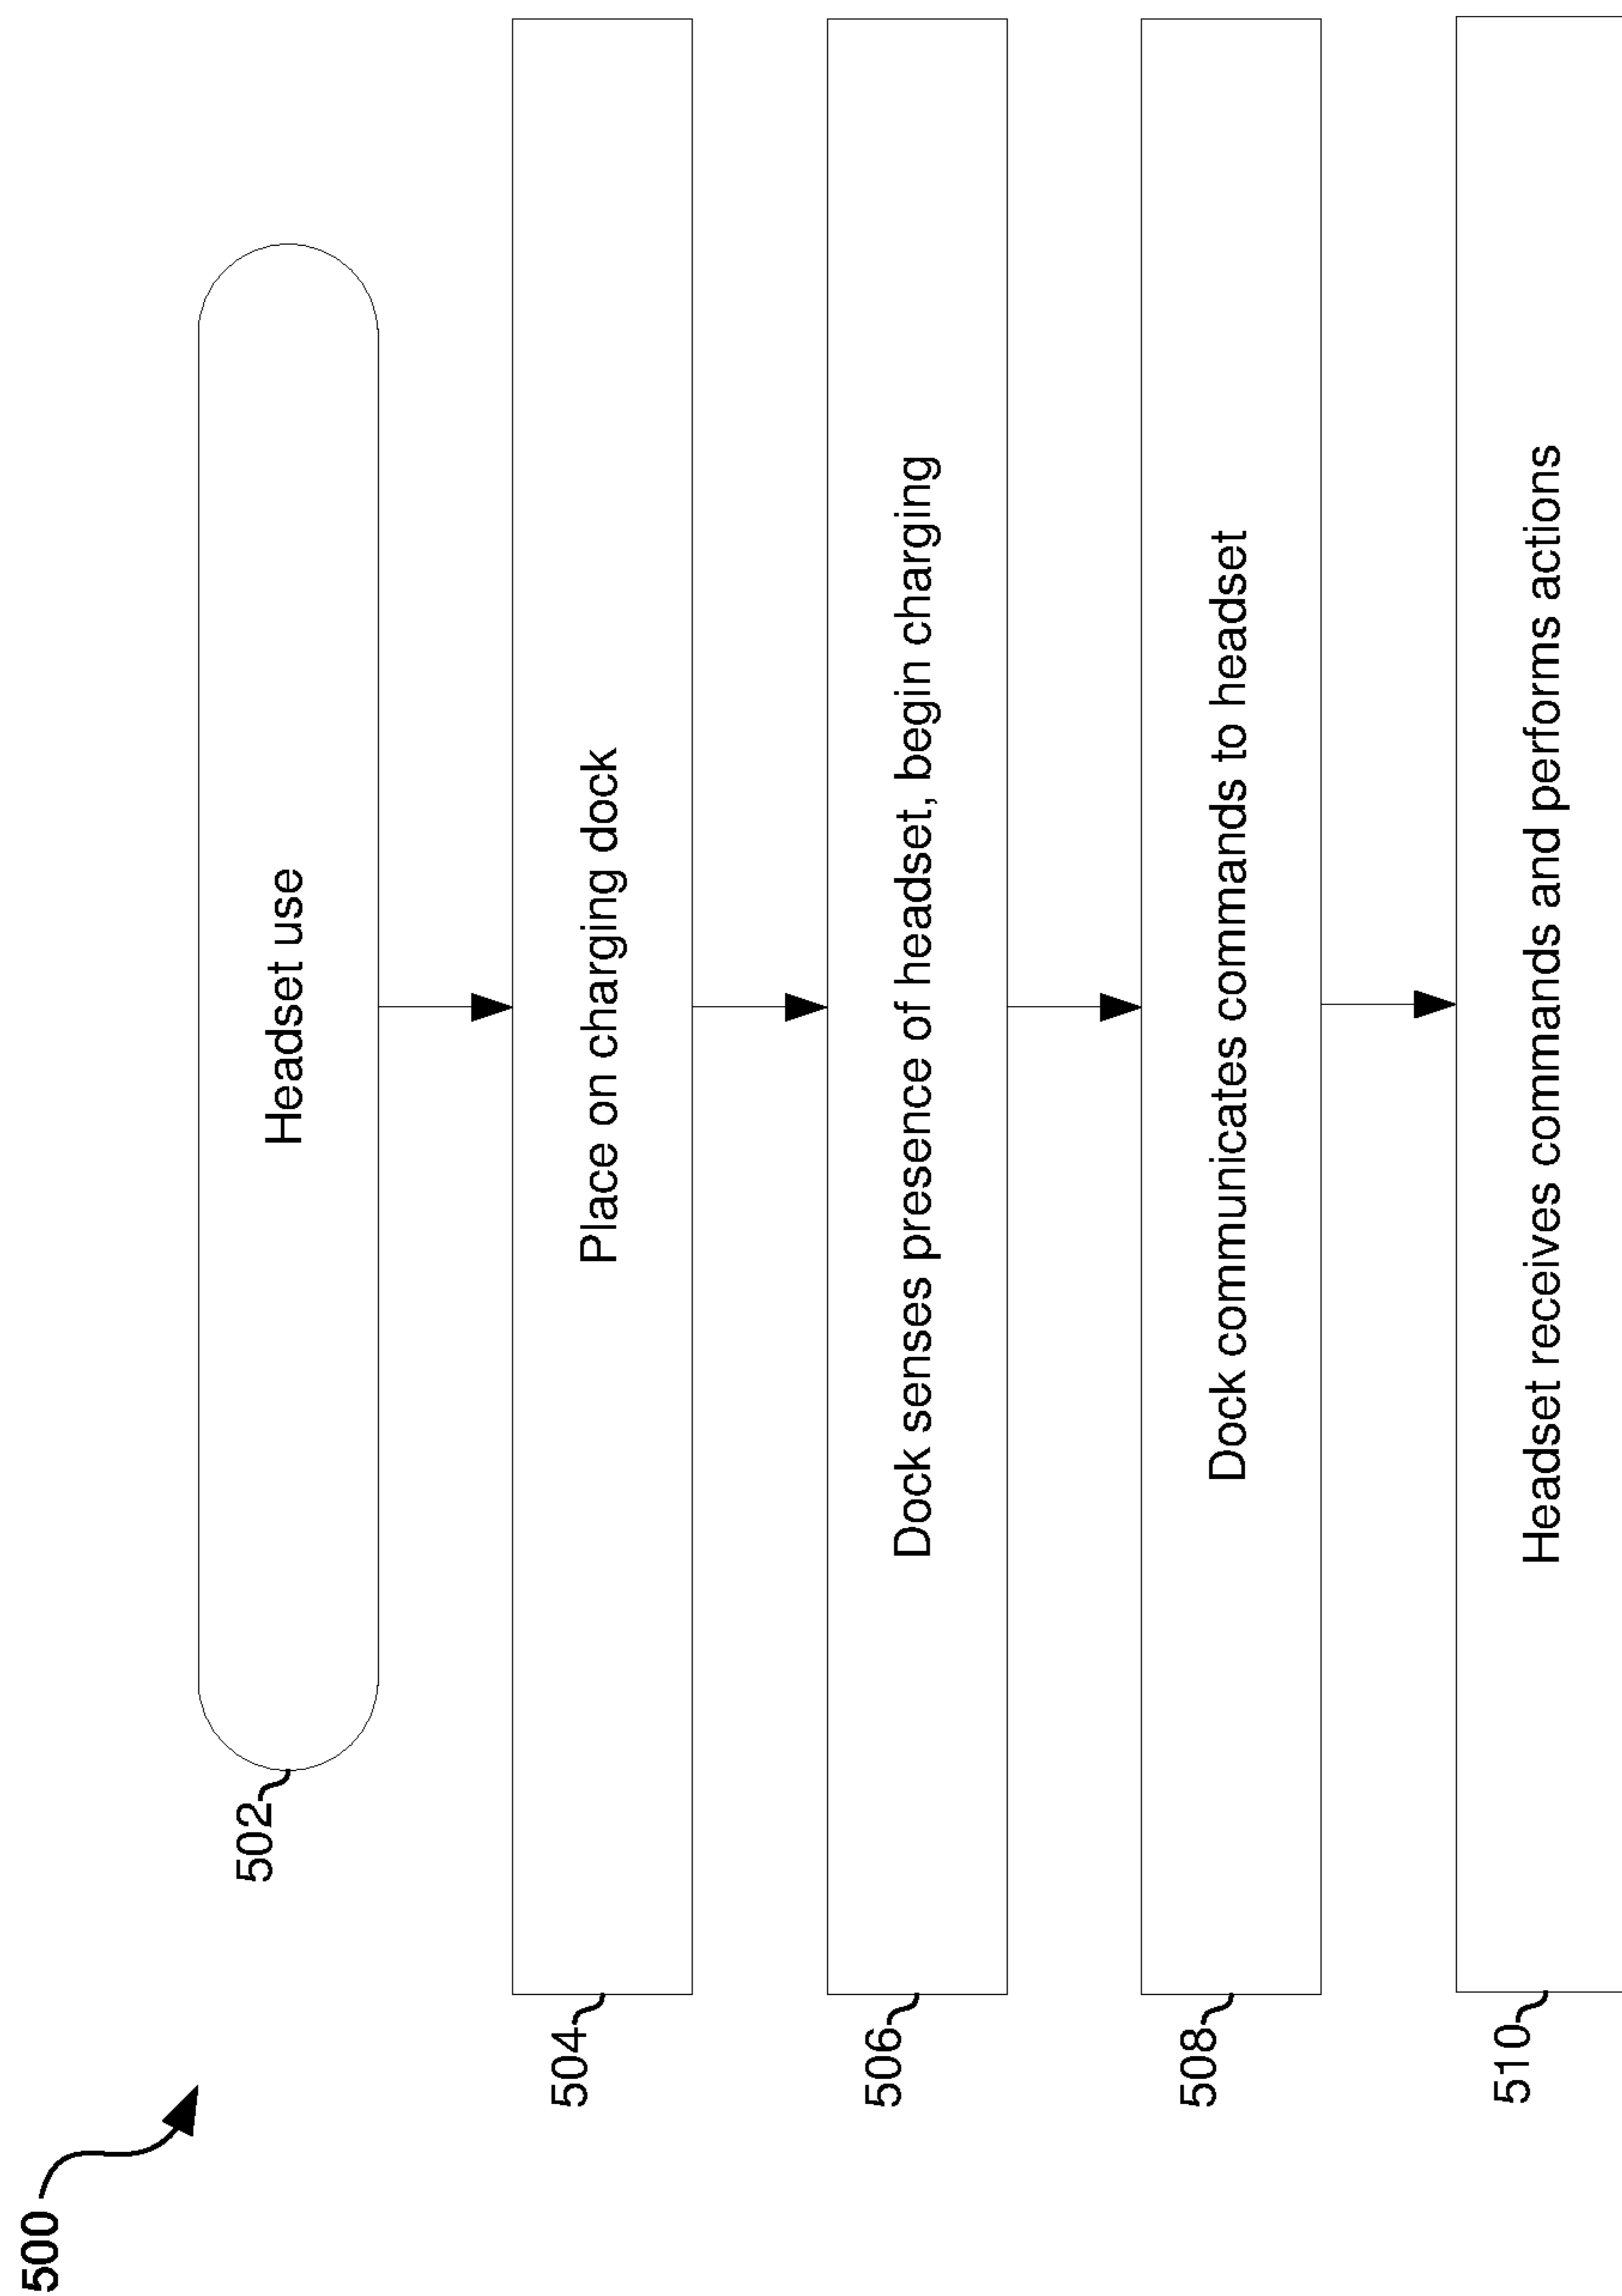 500
502
Headset use
504
Place on charging dock
506
Dock senses presence of headset, begin charging
508
Dock communicates commands to headset
510
Headset receives commands and performs actions